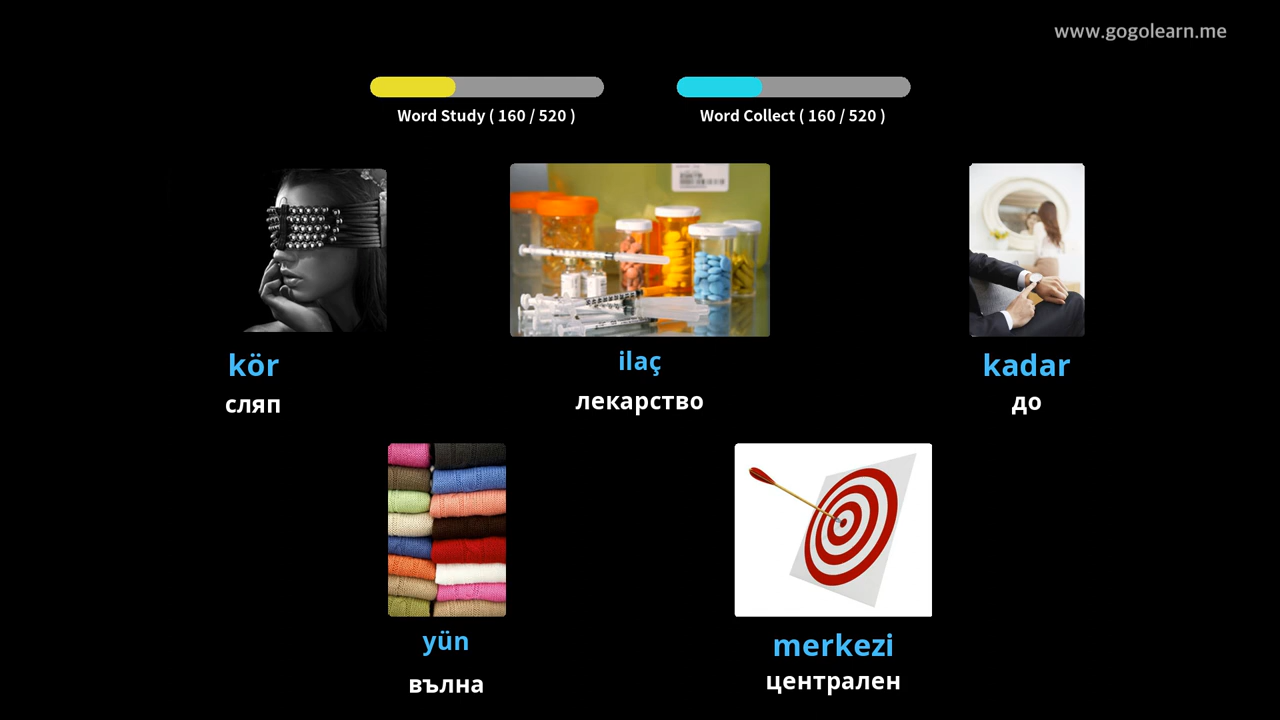 www.gogolearn.me
Word Study ( 160 / 520 )
Word Collect ( 160 / 520 )
kör
сляп
ilaç
лекарство
kadar
до
yün
вълна
merkezi
централен